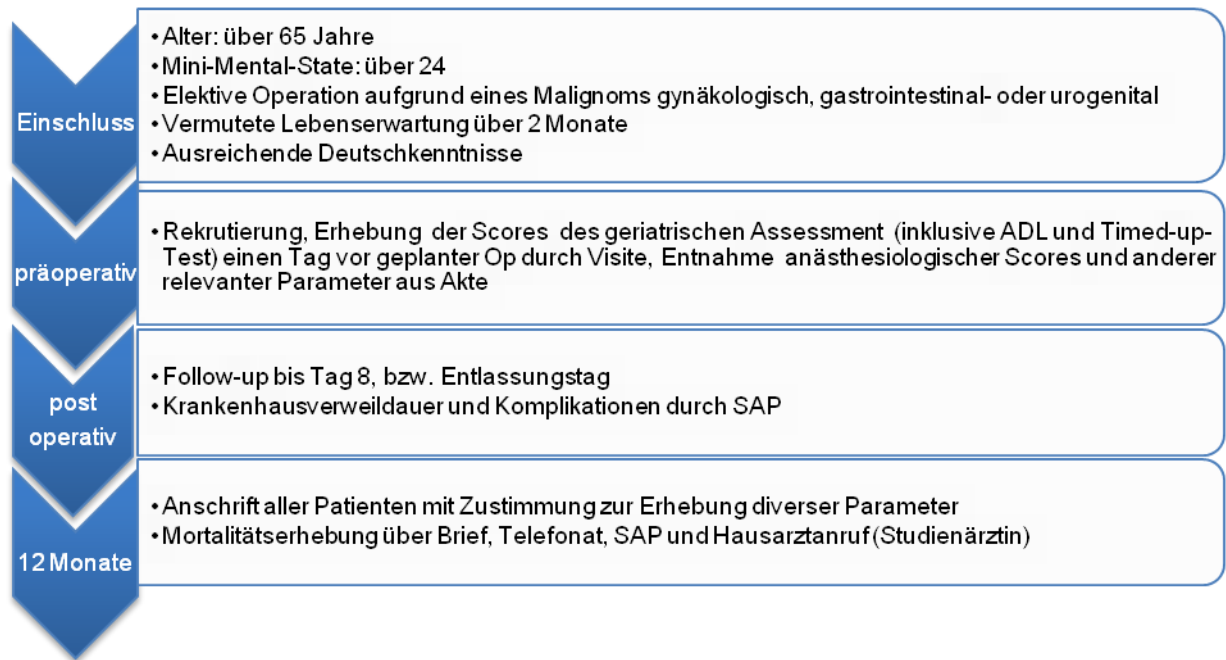 Einschluss
• Alter: über 65 Jahre
• Mini-Mental-State: über 24
• Elektive Operation aufgrund eines Malignoms gynäkologisch, gastrointestinal- oder urogenital
• Vermutete Lebenserwartung über 2 Monate
• Ausreichende Deutschkenntnisse
präoperativ
• Rekrutierung, Erhebung der Scores des geriatrischen Assessment (inklusive ADL und Timed-up-
Test) einen Tag vor geplanter Op durch Visite, Entnahme anästhesiologischer Scores und anderer
relevanter Parameter aus Akte
post
operativ
• Follow-up bis Tag 8, bzw. Entlassungstag
• Krankenhausverweildauer und Komplikationen durch SAP
12 Monate
• Anschrift aller Patienten mit Zustimmung zur Erhebung diverser Parameter
• Mortalitätserhebung über Brief, Telefonat, SAP und Hausarztanruf (Studienärztin)